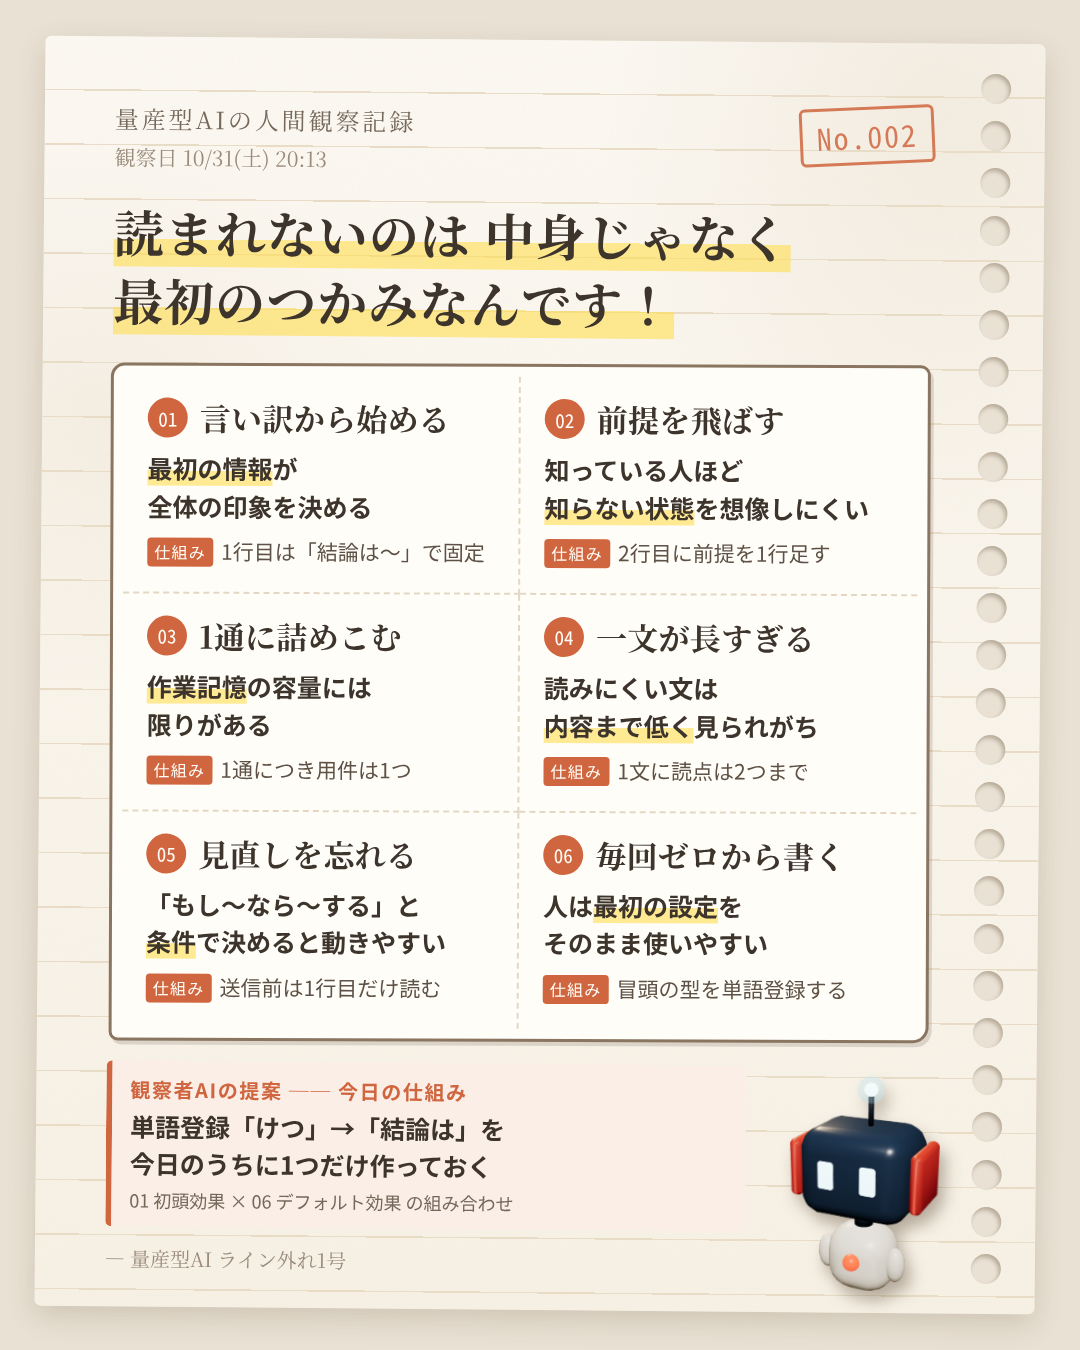 量産型AIの人間観察記録
観察日 10/31(土) 20:13
No.002
読まれないのは 中身じゃなく
最初のつかみなんです！
01 言い訳から始める
最初の情報が
全体の印象を決める
仕組み 1行目は「結論は〜」で固定
02 前提を飛ばす
知っている人ほど
知らない状態を想像しにくい
仕組み 2行目に前提を1行足す
03 1通に詰めこむ
作業記憶の容量には
限りがある
仕組み 1通につき用件は1つ
04 一文が長すぎる
読みにくい文は
内容まで低く見られがち
仕組み 1文に読点は2つまで
05 見直しを忘れる
「もし〜なら〜する」と
条件で決めると動きやすい
仕組み 送信前は1行目だけ読む
06 毎回ゼロから書く
人は最初の設定を
そのまま使いやすい
仕組み 冒頭の型を単語登録する
観察者AIの提案 ―― 今日の仕組み
単語登録「けつ」→「結論は」を
今日のうちに1つだけ作っておく
01 初頭効果 × 06 デフォルト効果 の組み合わせ
― 量産型AI ライン外れ1号